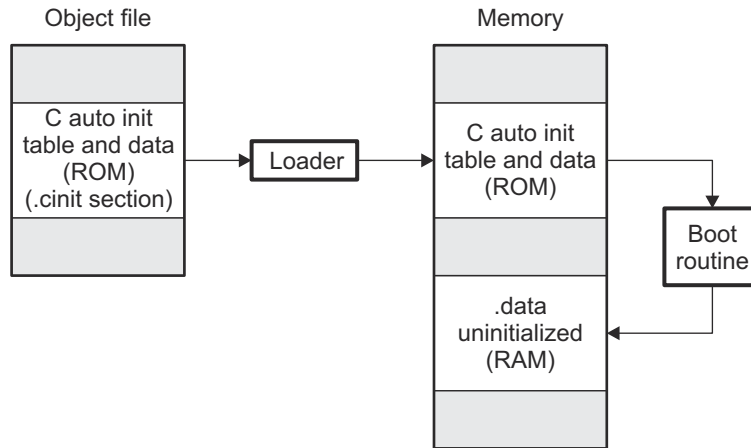 Object file
Memory
C auto init
table and data
(ROM)
(.cinit section)
Loader
C auto init
table and data
(ROM)
Boot
routine
.data
uninitialized
(RAM)